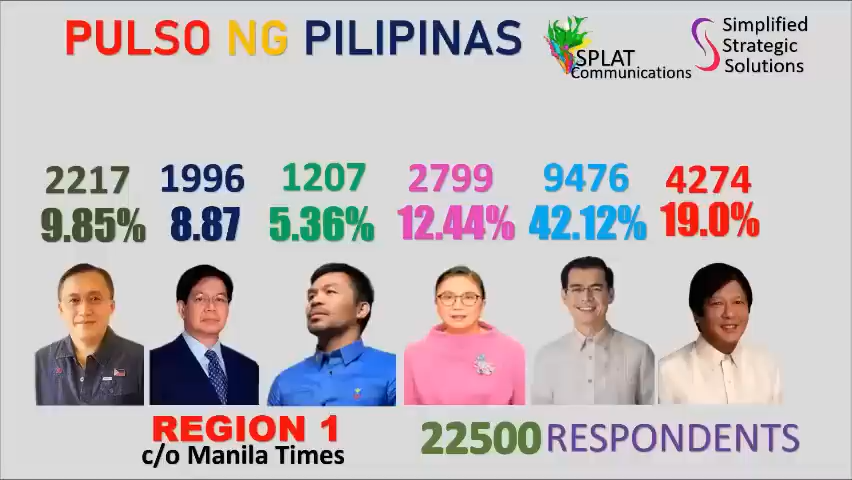 PULSO NG PILIPINAS
SPLAT
Communications
Simplified
Strategic
Solutions
2217 1996 1207 2799 9476 4274
9.85% 8.87 5.36% 12.44% 42.12% 19.0%
REGION 1
c/o Manila Times
22500 RESPONDENTS